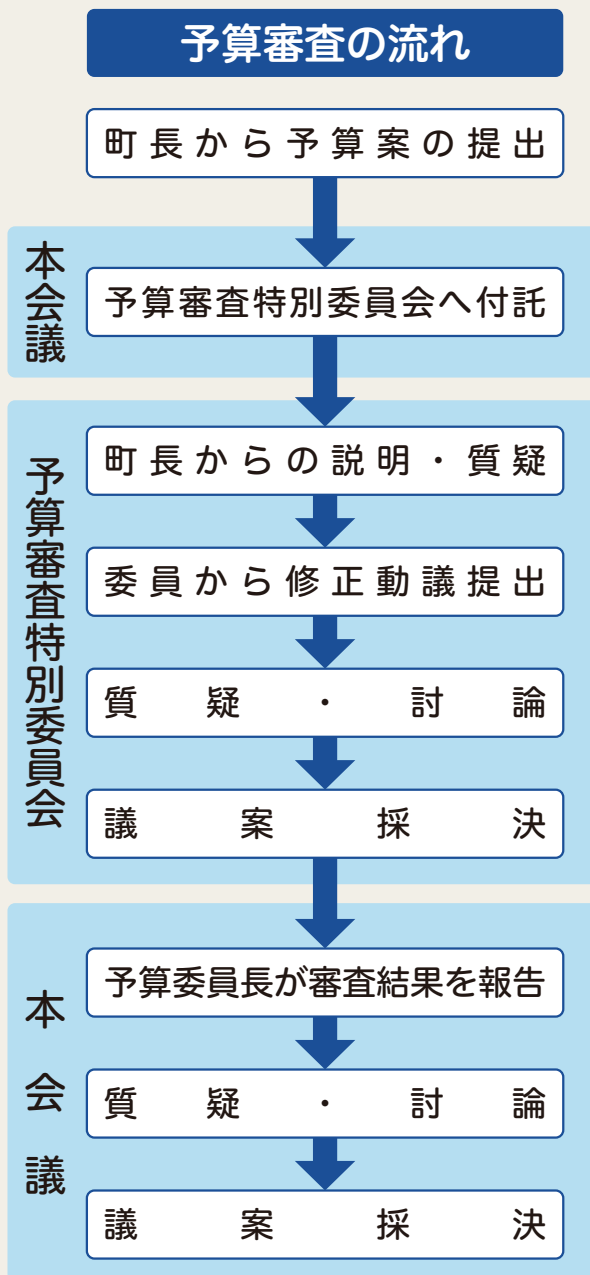 予算審査の流れ
町長から予算案の提出
本会議
予算審査特別委員会へ付託
予算審査特別委員会
町長からの説明・質疑
委員から修正動議提出
質疑・討論
議案採決
本会議
予算委員長が審査結果を報告
質疑・討論
議案採決